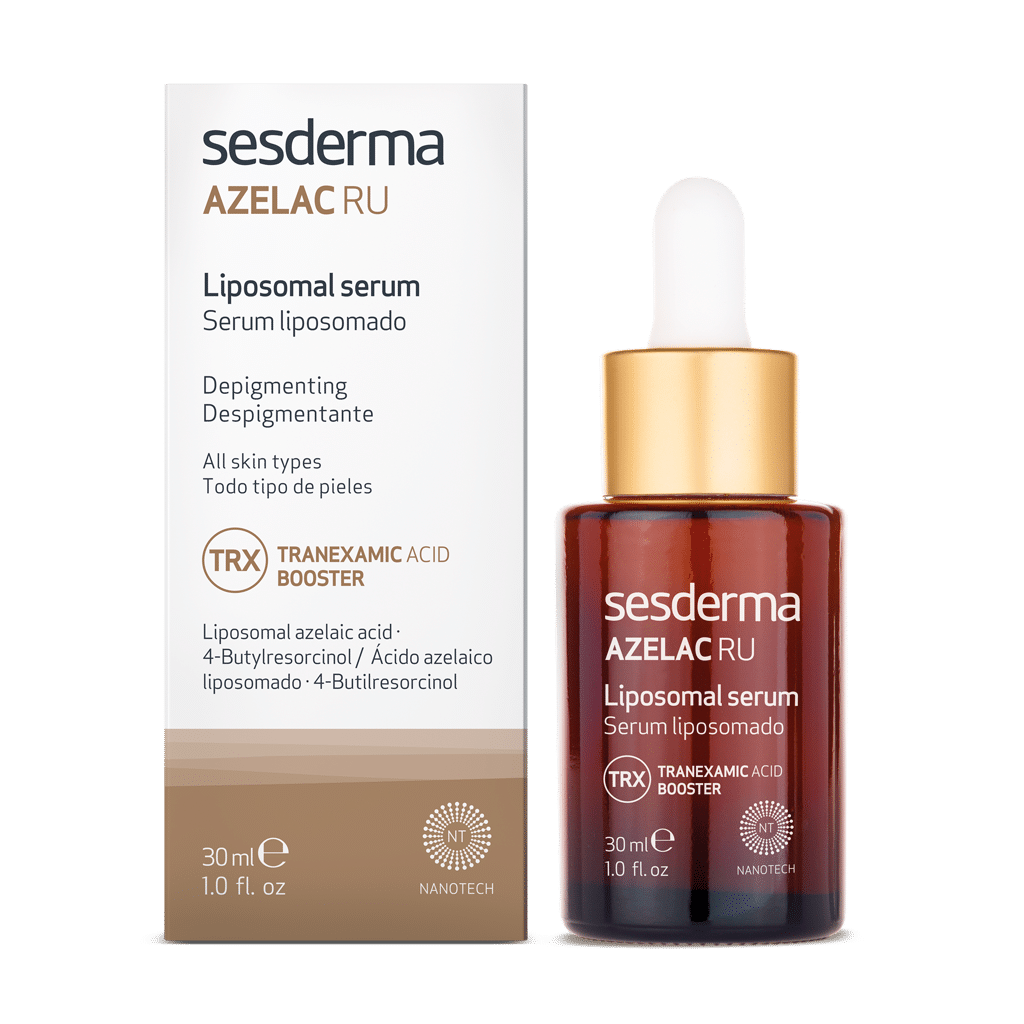 sesderma
AZELAC RU
Liposomal serum
Serum liposomado
Depigmenting
Despigmentante
All skin types
Todo tipo de pieles
TRX
TRANEXAMIC ACID
BOOSTER
Liposomal azelaic acid ·
4-Butylresorcinol / Ácido azelaico
liposomado · 4-Butilresorcinol
30 ml ℮
1.0 fl. oz
NT
NANOTECH
sesderma
AZELAC RU
Liposomal serum
Serum liposomado
TRX
TRANEXAMIC ACID
BOOSTER
30 ml ℮
1.0 fl. oz
NT
NANOTECH